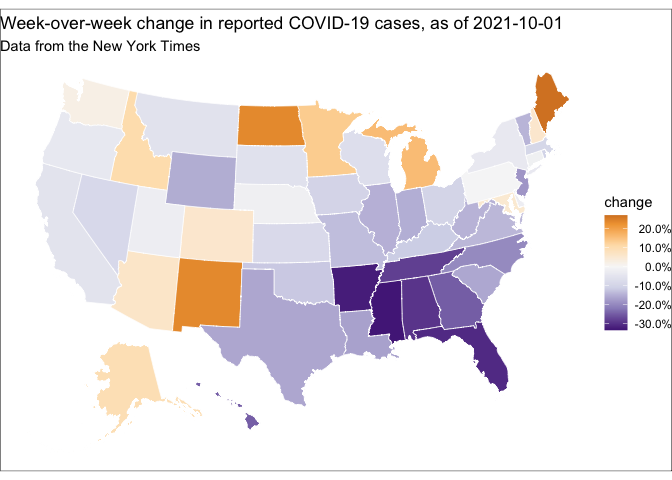 Week-over-week change in reported COVID-19 cases, as of 2021-10-01
Data from the New York Times
change
20.0%
10.0%
0.0%
-10.0%
-20.0%
-30.0%